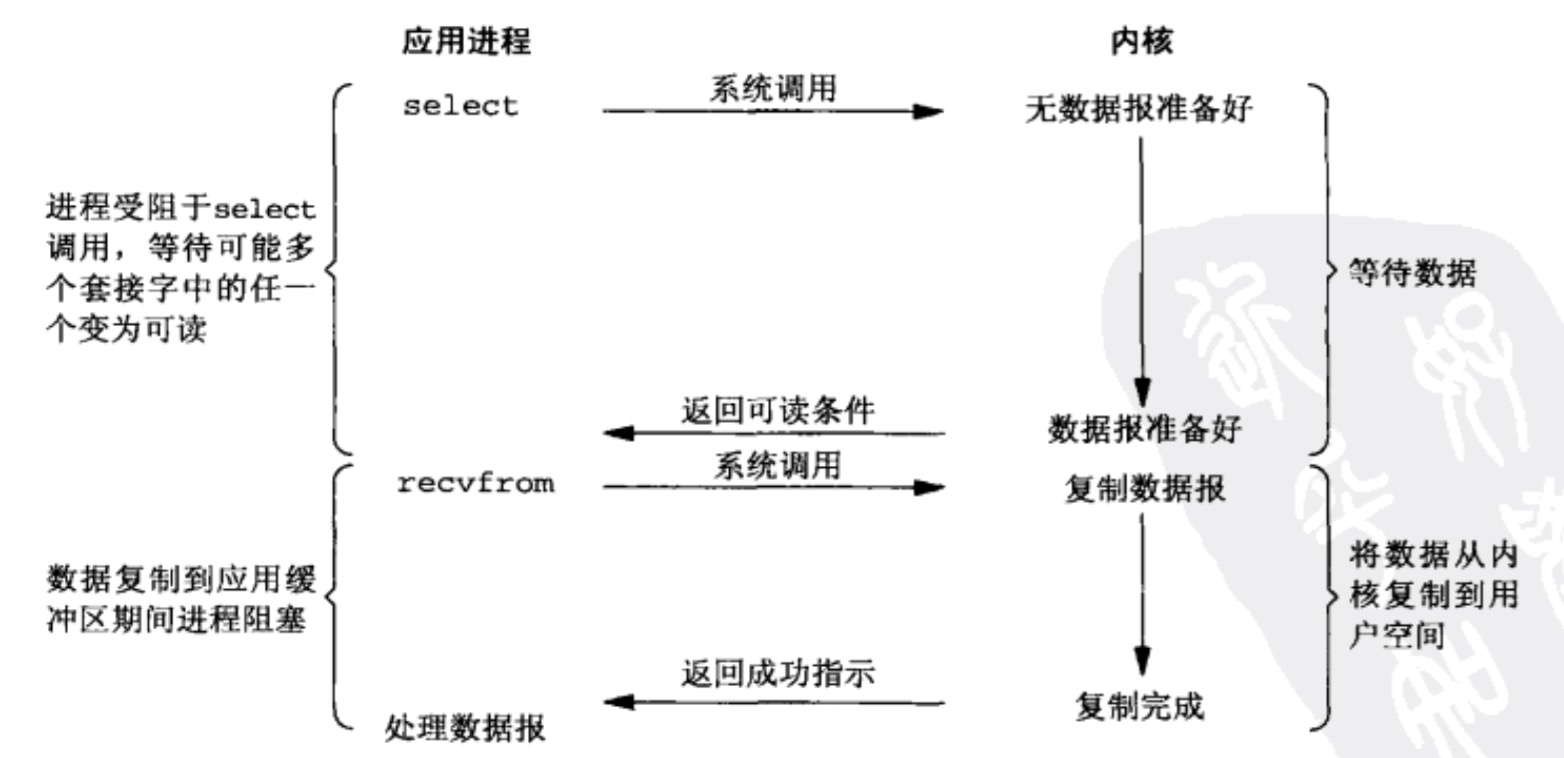 应用进程 内核
select 系统调用 无数据报准备好
进程受阻于select
调用，等待可能多
个套接字中的任一
个变为可读
等待数据
返回可读条件 数据报准备好
recvfrom 系统调用 复制数据报
数据复制到应用缓
冲区期间进程阻塞
将数据从内
核复制到用
户空间
返回成功指示 复制完成
处理数据报